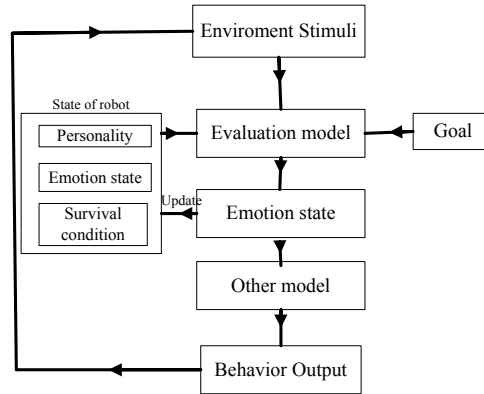 Enviroment Stimuli
State of robot
Personality
Evaluation model
Goal
Emotion state
Update
Emotion state
Survival
condition
Other model
Behavior Output